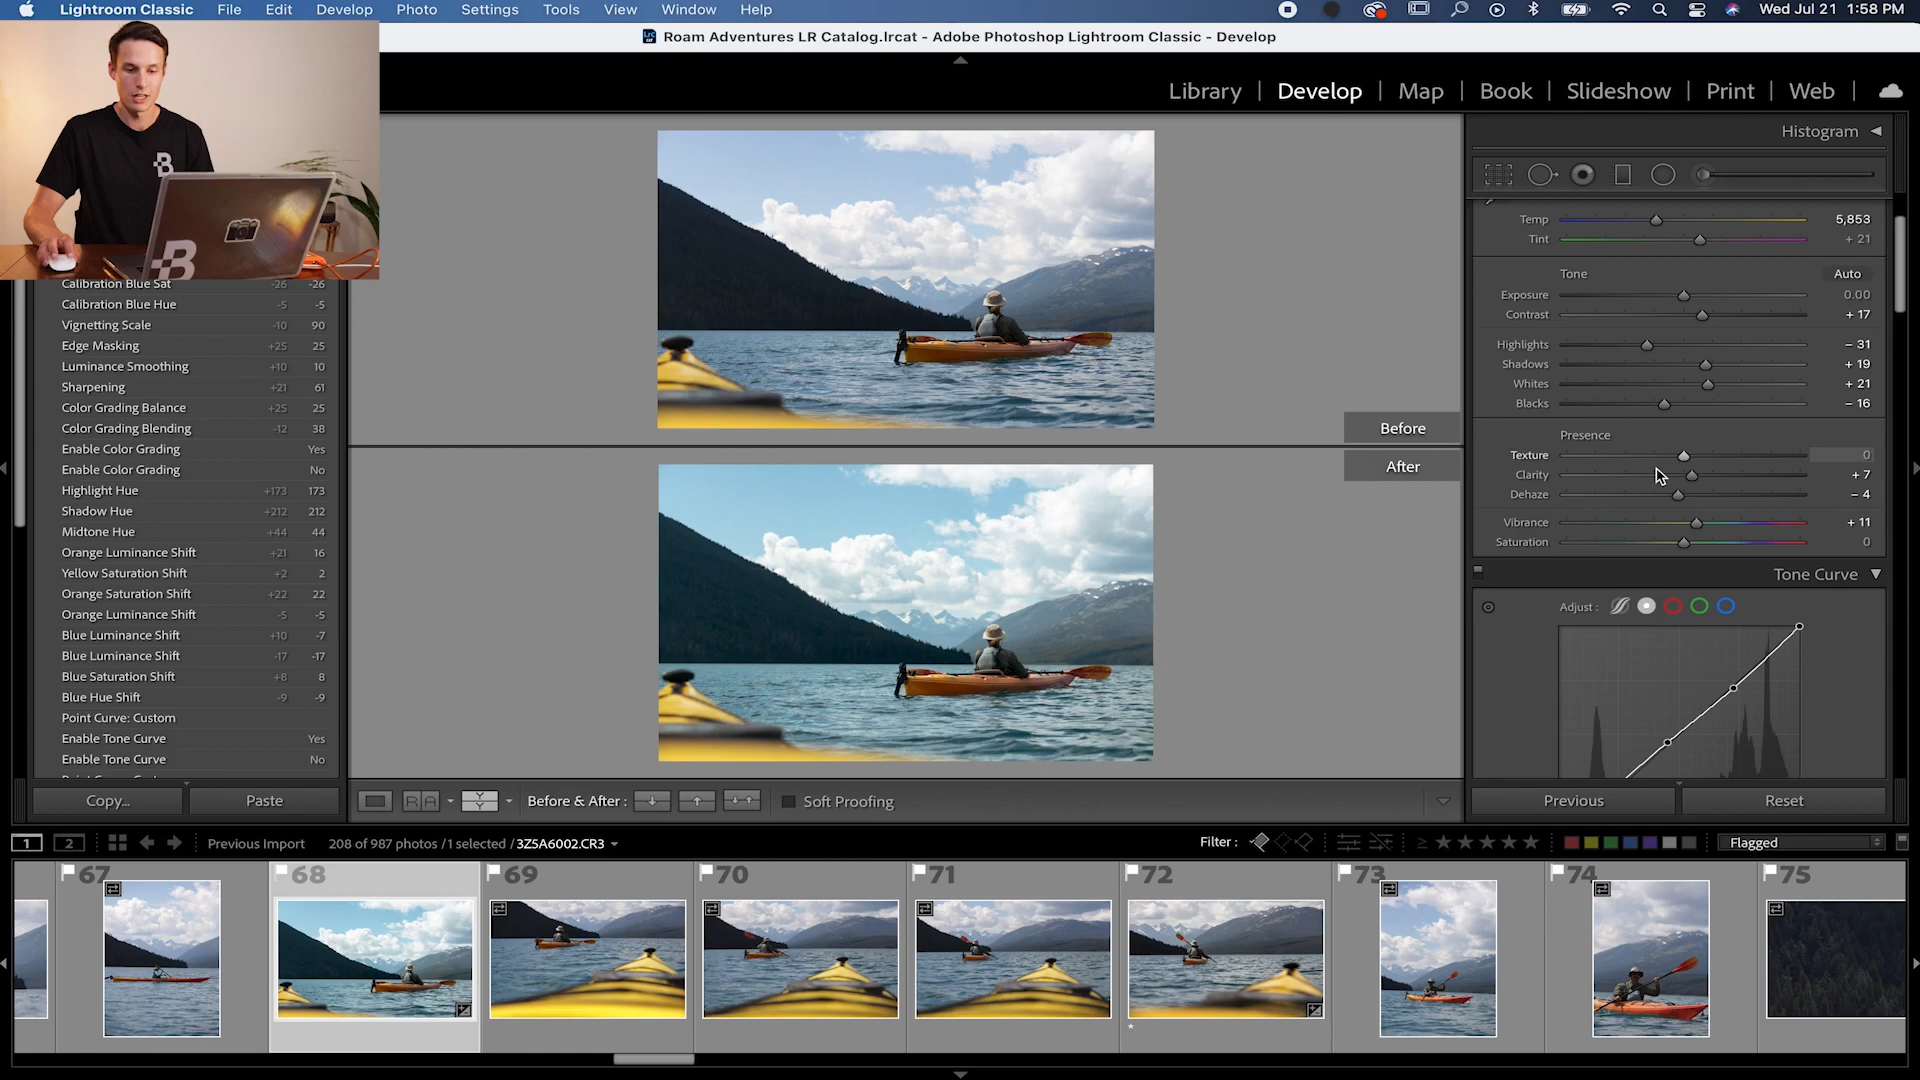 Lightroom Classic File Edit Develop Photo Settings Tools View Window Help Wed Jul 21 1:58 PM
Roam Adventures LR Catalog.lrcat - Adobe Photoshop Lightroom Classic - Develop
Library | Develop | Map | Book | Slideshow | Print | Web |
B
B
Calibration Blue Sat -26 -26
Calibration Blue Hue -5 -5
Vignetting Scale -10 90
Edge Masking +25 25
Luminance Smoothing +10 10
Sharpening +21 61
Color Grading Balance +25 25
Color Grading Blending -12 38
Enable Color Grading Yes
Enable Color Grading No
Highlight Hue +173 173
Shadow Hue +212 212
Midtone Hue +44 44
Orange Luminance Shift +21 16
Yellow Saturation Shift +2 2
Orange Saturation Shift +22 22
Orange Luminance Shift -5 -5
Blue Luminance Shift +10 -7
Blue Luminance Shift -17 -17
Blue Saturation Shift +8 8
Blue Hue Shift -9 -9
Point Curve: Custom
Enable Tone Curve Yes
Enable Tone Curve No
Copy... Paste
Before
After
Histogram
Temp 5,853
Tint + 21
Tone Auto
Exposure 0.00
Contrast + 17
Highlights - 31
Shadows + 19
Whites + 21
Blacks - 16
Presence
Texture 0
Clarity + 7
Dehaze - 4
Vibrance + 11
Saturation 0
Tone Curve
Adjust :
R A Y Y Before & After : Soft Proofing
Previous Reset
1 2 Previous Import 208 of 987 photos /1 selected /3Z5A6002.CR3 Filter : ≥ ★★★★★ Flagged
67 68 69 70 71 72 73 74 75